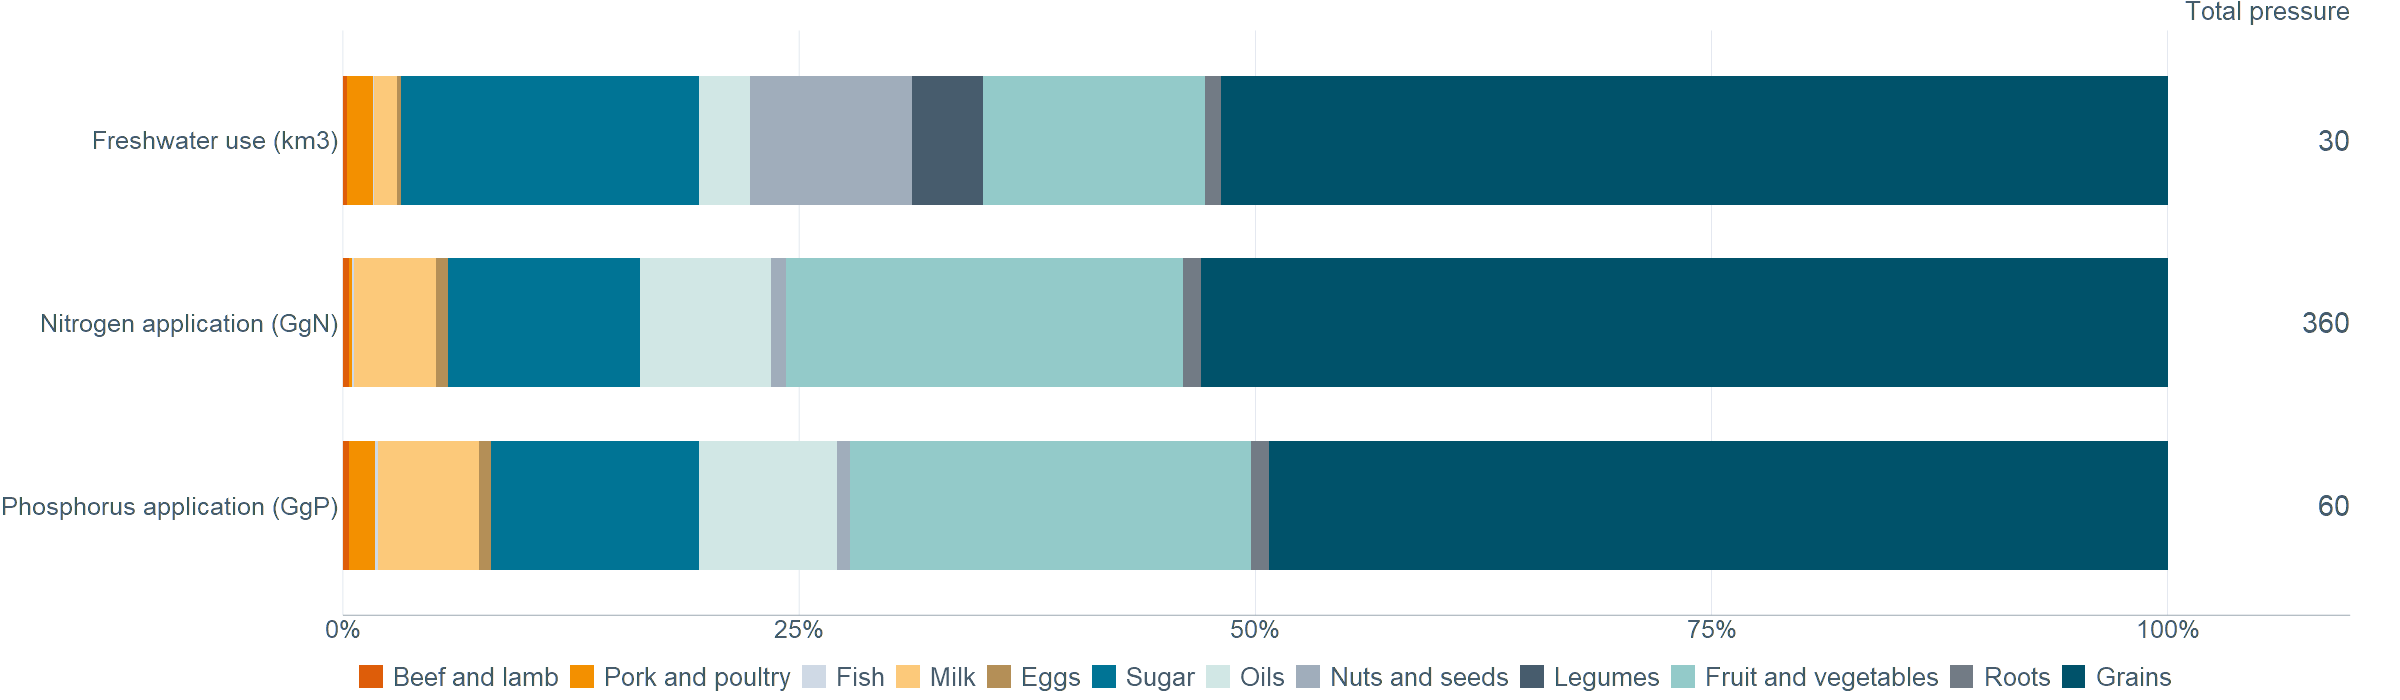 Total pressure
Freshwater use (km3) 30
Nitrogen application (GgN) 360
Phosphorus application (GgP) 60
0% 25% 50% 75% 100%
Beef and lamb Pork and poultry Fish Milk Eggs Sugar Oils Nuts and seeds Legumes Fruit and vegetables Roots Grains